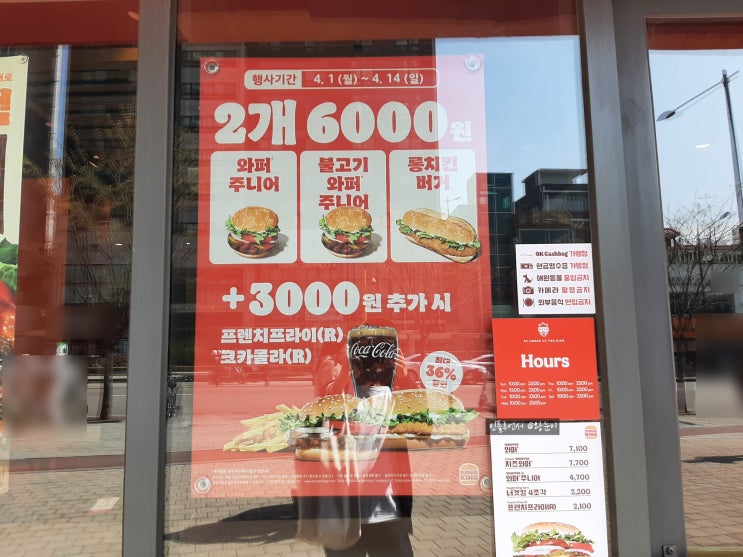 행사기간 4. 1 (월) ~ 4. 14 (일)
2개 6000원
와퍼
주니어
불고기
와퍼
주니어
롱치킨
버거
+3000원 추가 시
프렌치프라이(R)
코카콜라(R)
Coca-Cola
최대
36%
할인
BURGER
KING
OK Cashbag 가맹점
현금영수증 가맹점
애완동물 출입금지
카메라 촬영금지
외부음식 반입금지
Hours
와퍼 7,100
치즈와퍼 7,700
와퍼 주니어 4,700
너겟킹 4조각 2,200
프렌치프라이(R) 2,100